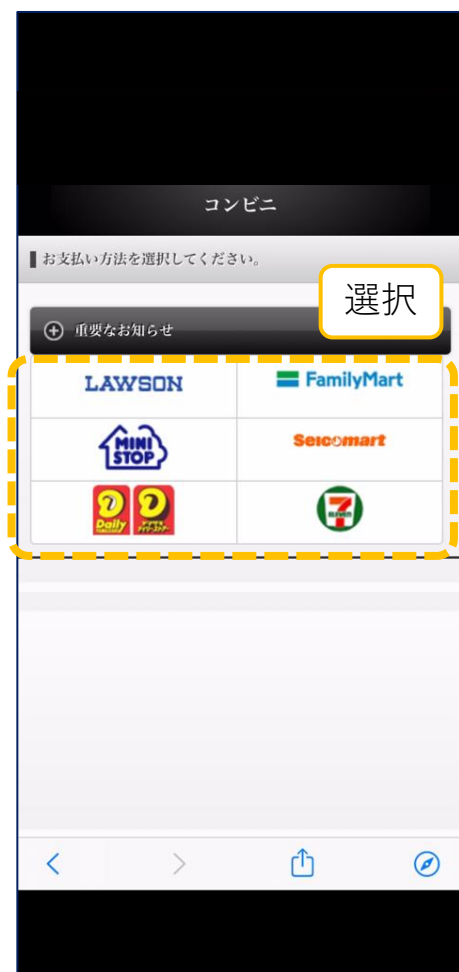 コンビニ
お支払い方法を選択してください。
選択
重要なお知らせ
LAWSON
FamilyMart
MINI
STOP
Seicomart
Daily
ELEVEN